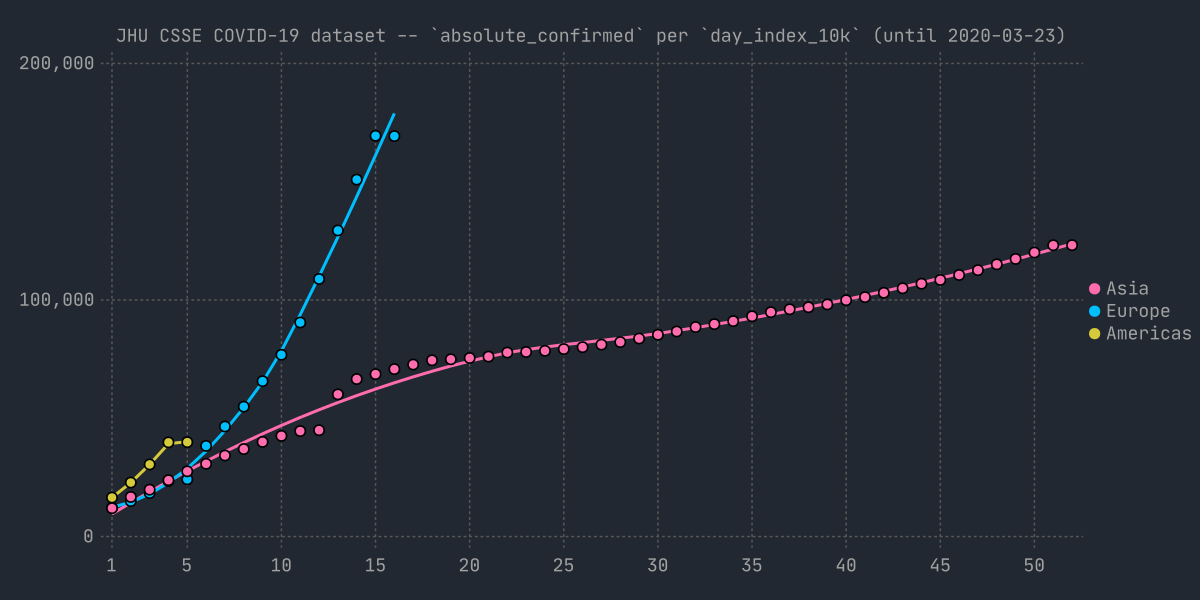 JHU CSSE COVID-19 dataset -- `absolute_confirmed` per `day_index_10k` (until 2020-03-23)
200,000
100,000
0
1 5 10 15 20 25 30 35 40 45 50
Asia
Europe
Americas